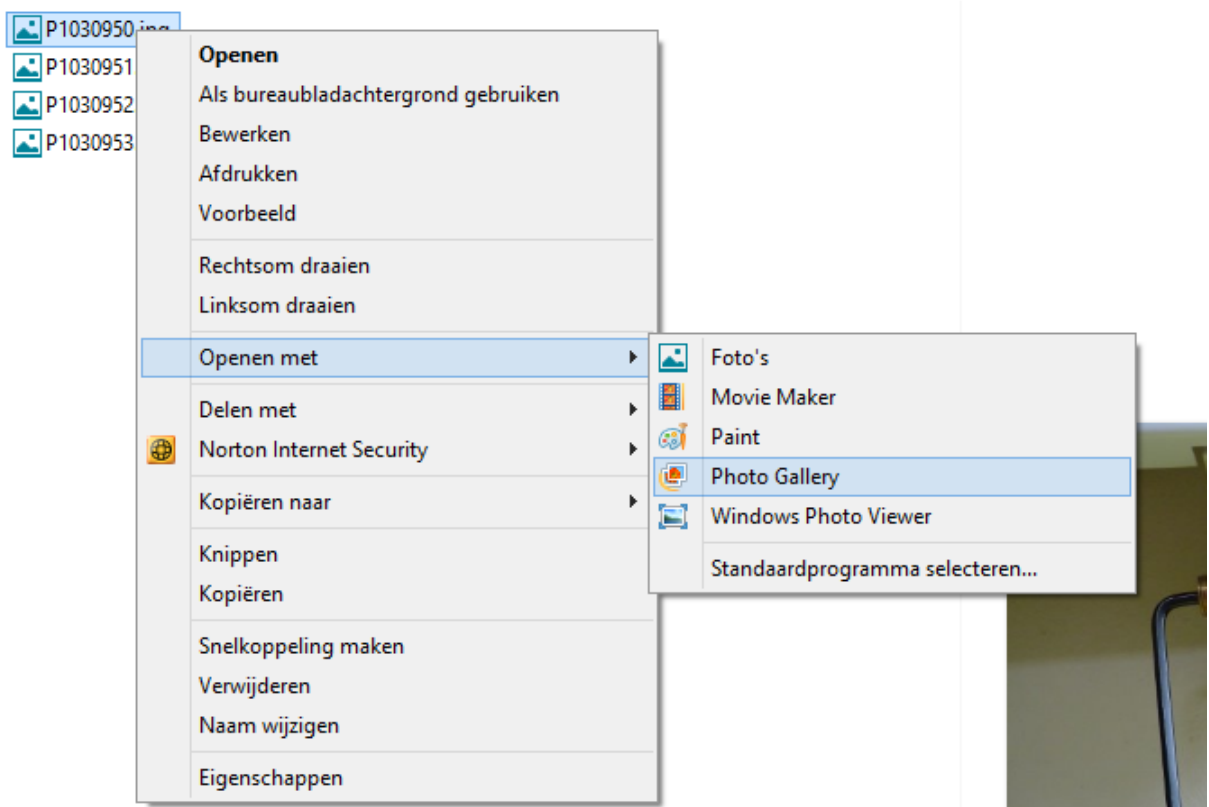 P1030950.jpg
P1030951
P1030952
P1030953
Openen
Als bureaubladachtergrond gebruiken
Bewerken
Afdrukken
Voorbeeld
Rechtsom draaien
Linksom draaien
Openen met
Delen met
Norton Internet Security
Kopiëren naar
Knippen
Kopiëren
Snelkoppeling maken
Verwijderen
Naam wijzigen
Eigenschappen
Foto's
Movie Maker
Paint
Photo Gallery
Windows Photo Viewer
Standaardprogramma selecteren...